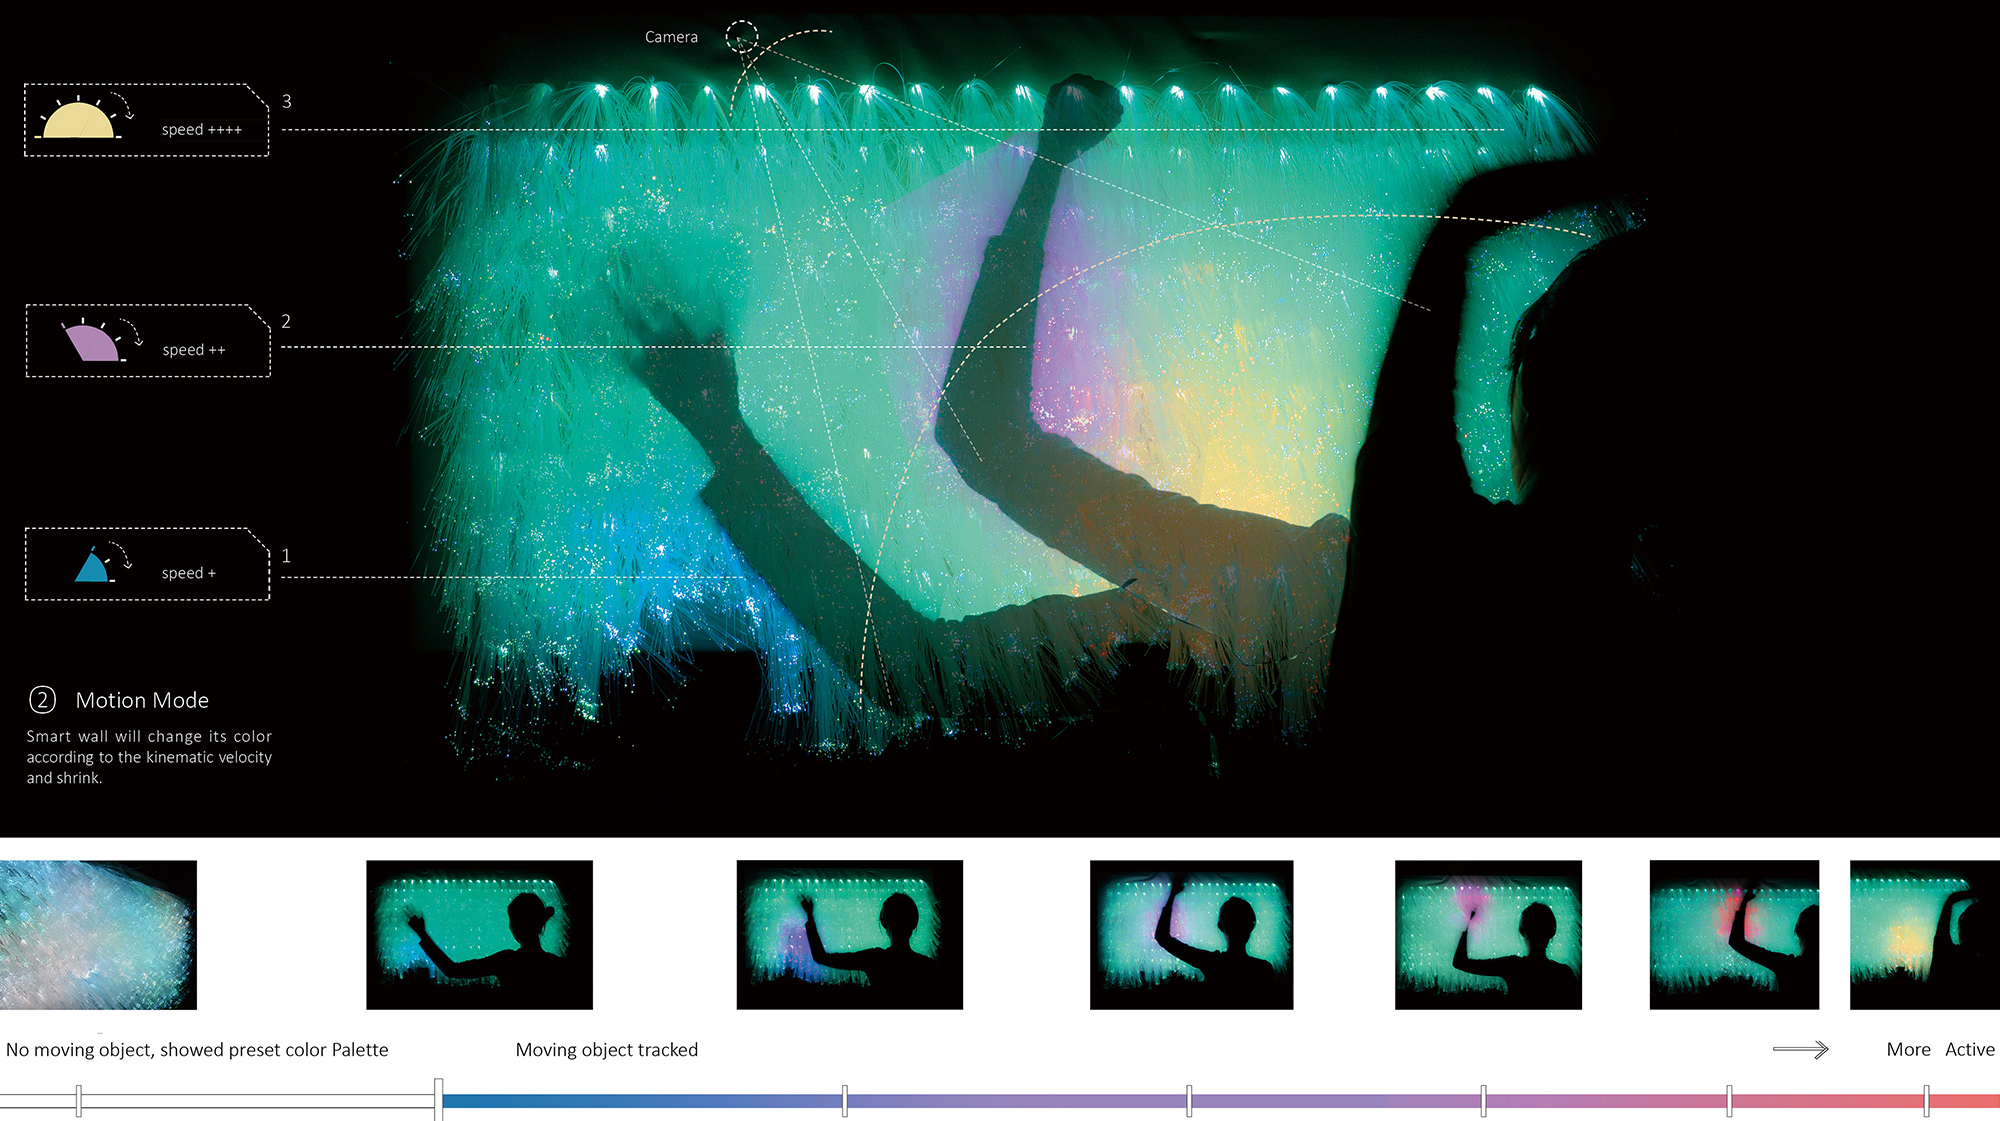 Camera
3
speed ++++
2
speed ++
1
speed +
2 Motion Mode
Smart wall will change its color
according to the kinematic velocity
and shrink.
No moving object, showed preset color Palette
Moving object tracked
More Active